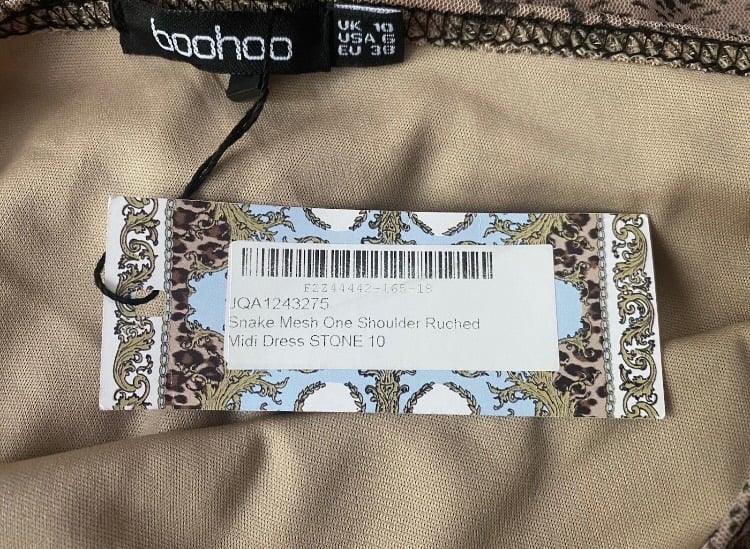 boohoo
UK 10
USA 6
EU 38
FZZ44442-165-18
JQA1243275
Snake Mesh One Shoulder Ruched
Midi Dress STONE 10